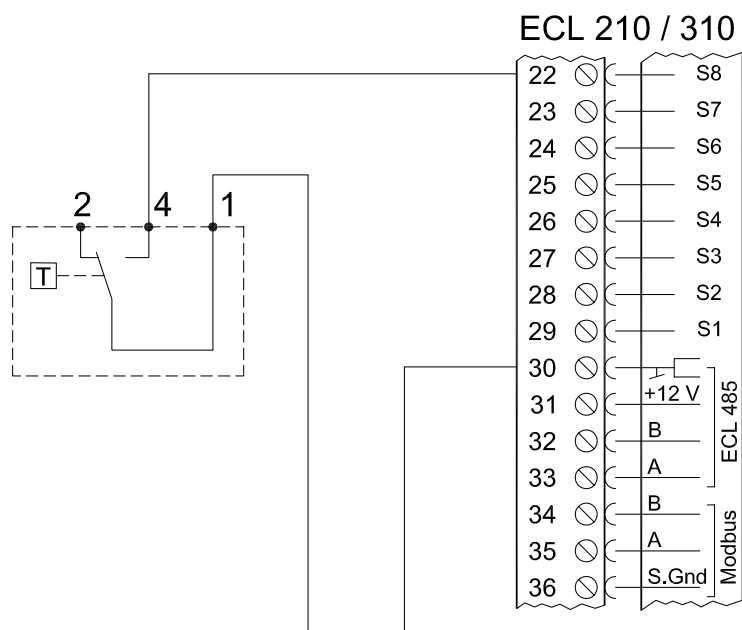 ECL 210 / 310
22 S8
23 S7
24 S6
25 S5
26 S4
27 S3
28 S2
29 S1
30
31 +12 V
32 B
33 A
ECL 485
34 B
35 A
36 S.Gnd
Modbus
2 4 1
T